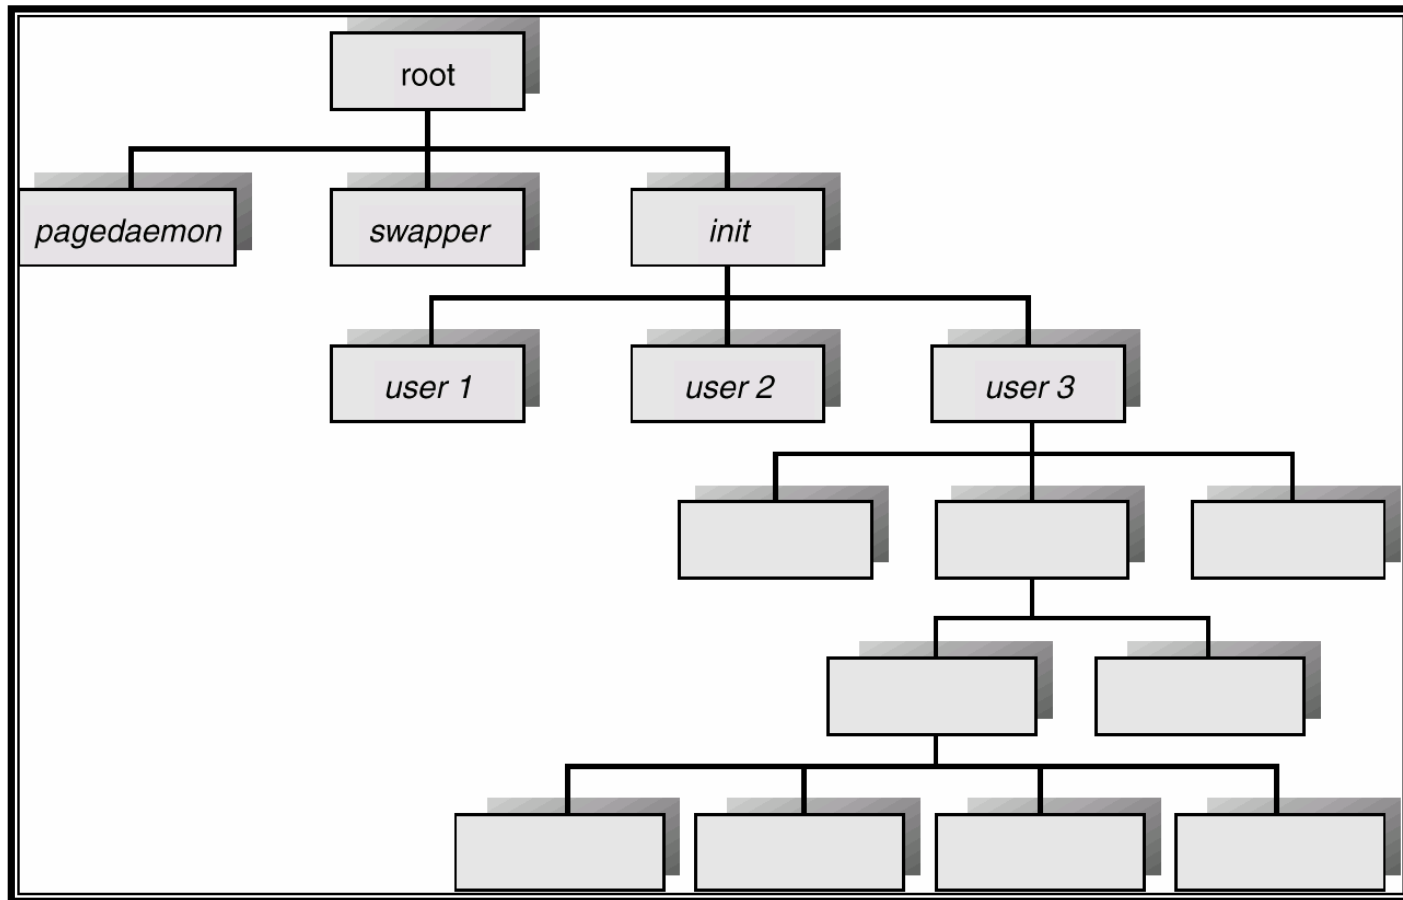 root
pagedaemon
swapper
init
user 1
user 2
user 3